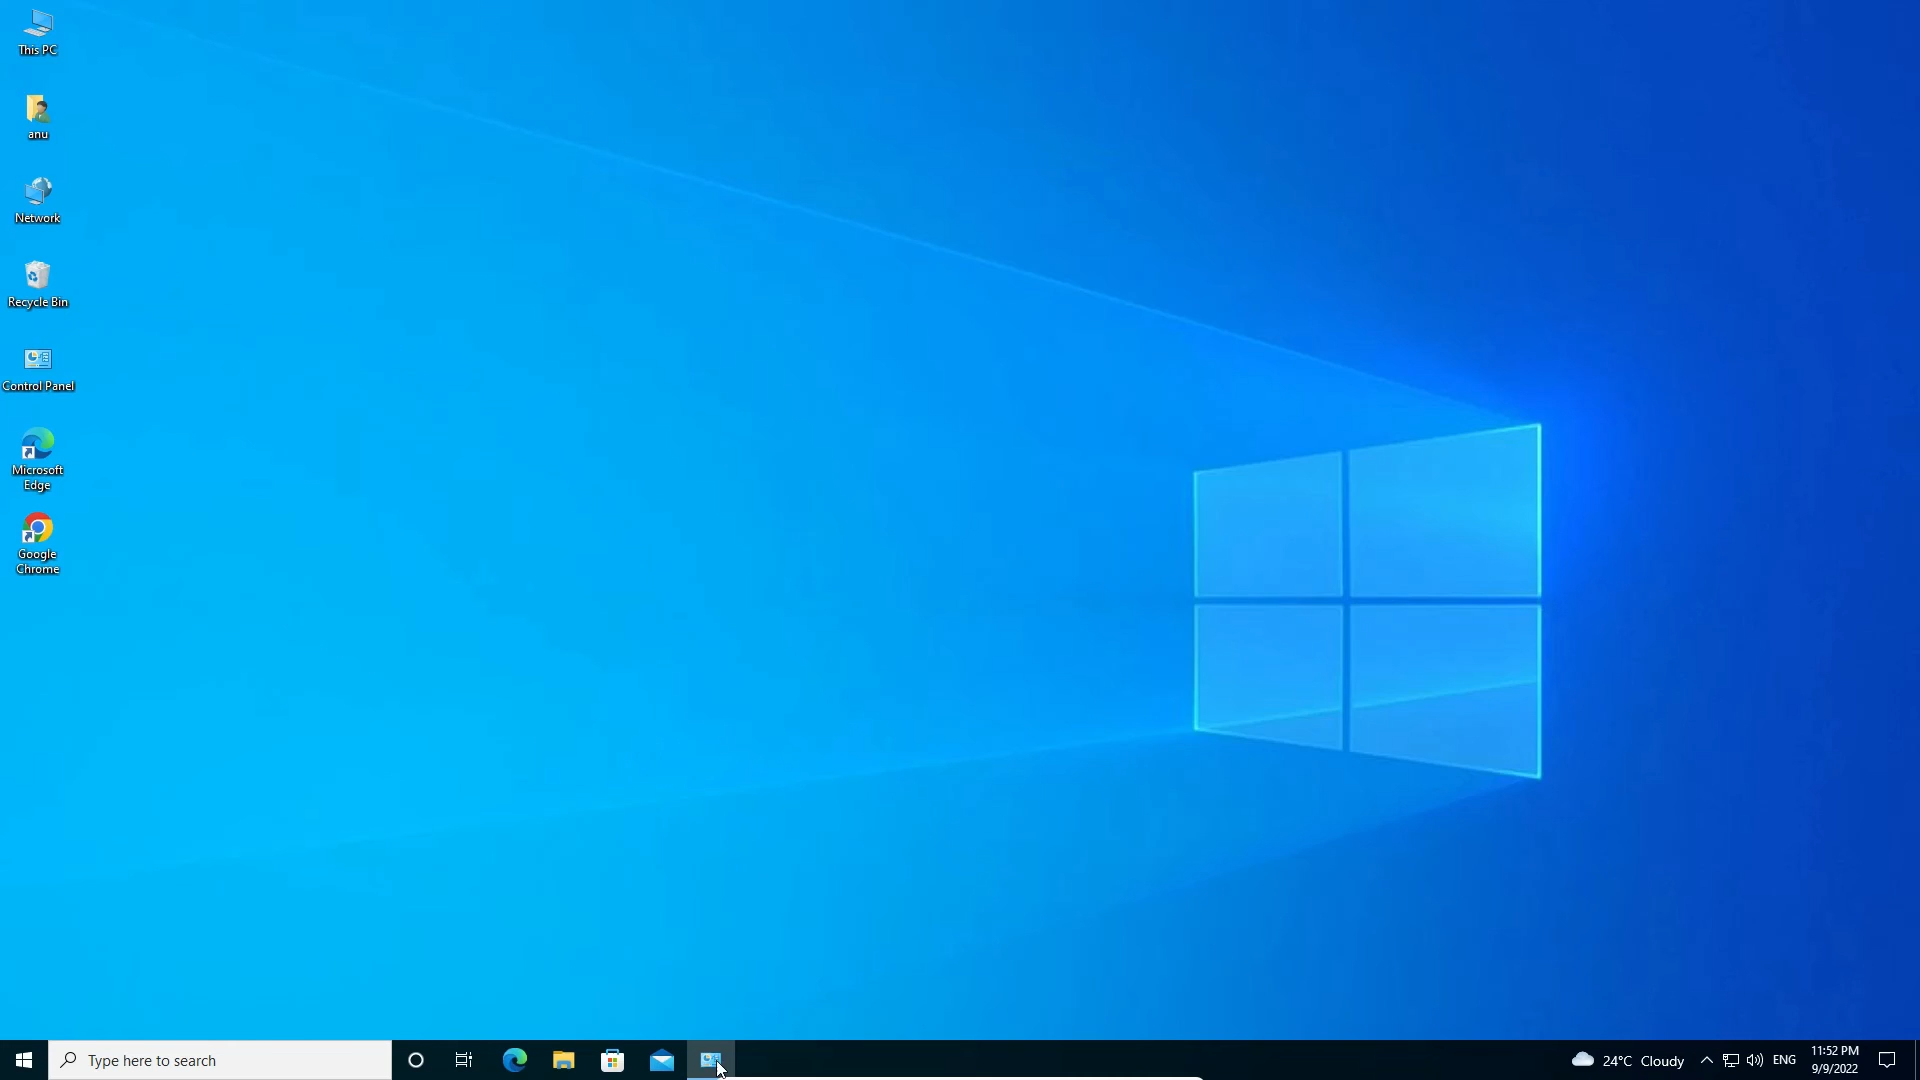 This PC
anu
Network
Recycle Bin
Control Panel
Microsoft
Edge
Google
Chrome
Type here to search
24°C Cloudy
ENG
11:52 PM
9/9/2022